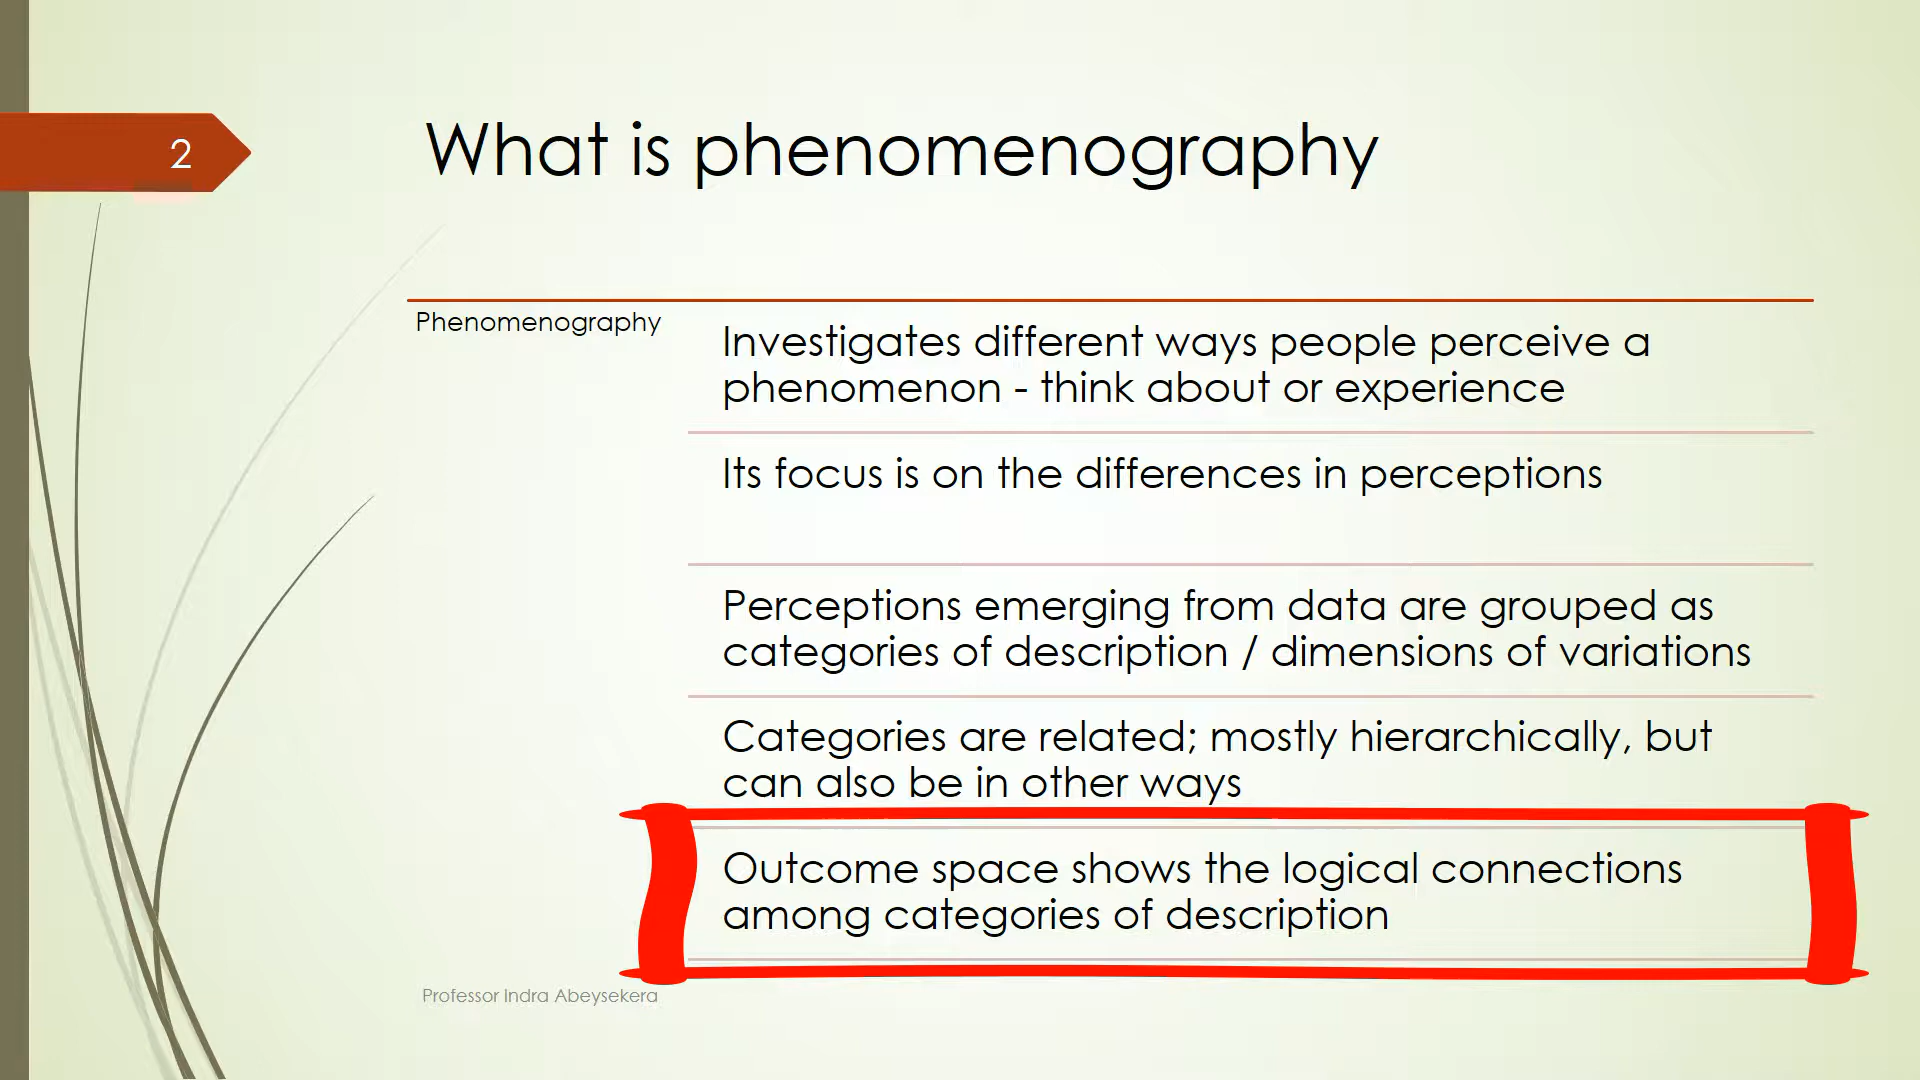 2
What is phenomenography
Phenomenography
Investigates different ways people perceive a
phenomenon - think about or experience
Its focus is on the differences in perceptions
Perceptions emerging from data are grouped as
categories of description / dimensions of variations
Categories are related; mostly hierarchically, but
can also be in other ways
Outcome space shows the logical connections
among categories of description
Professor Indra Abeysekera